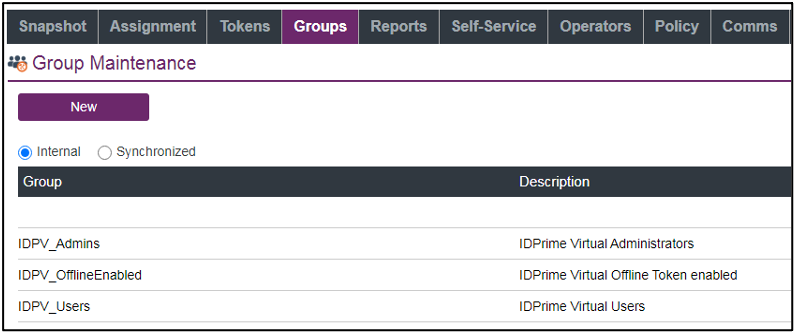 Snapshot Assignment Tokens Groups Reports Self-Service Operators Policy Comms
Group Maintenance
New
Internal Synchronized
Group Description
IDPV_Admins IDPrime Virtual Administrators
IDPV_OfflineEnabled IDPrime Virtual Offline Token enabled
IDPV_Users IDPrime Virtual Users